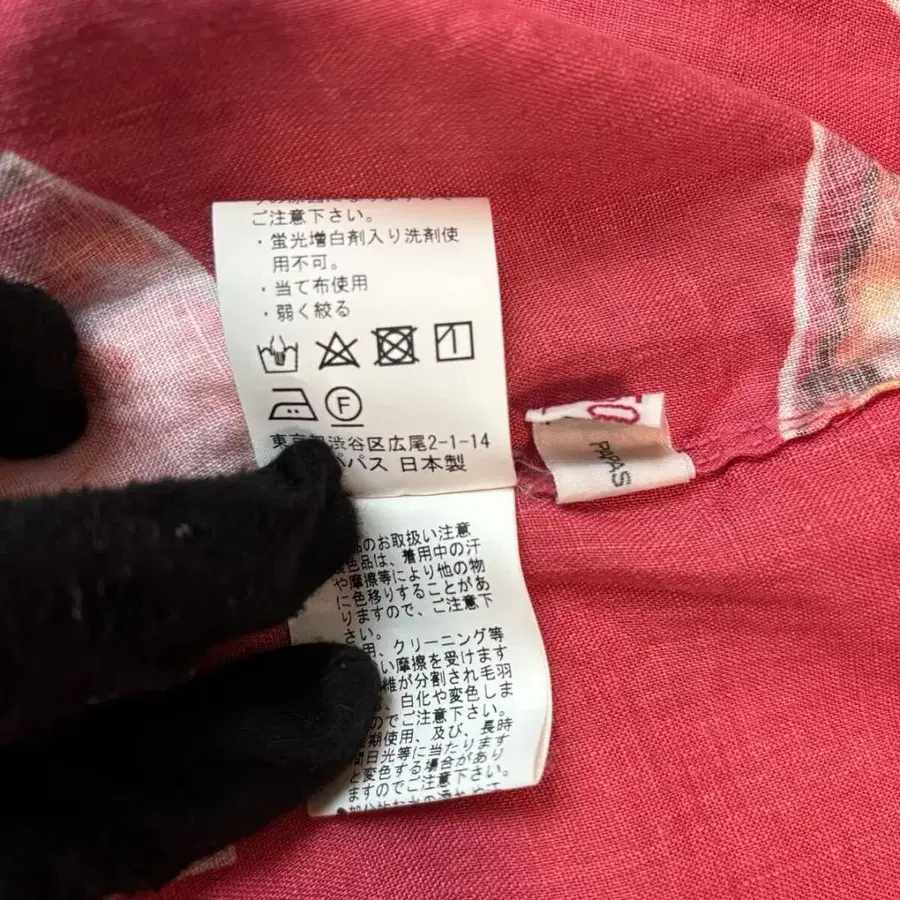 ご注意下さい。
・蛍光増白剤入り洗剤使
用不可。
・当て布使用
・弱く絞る
F
東京都渋谷区広尾2-1-14
パス 日本製
50
PAPAS
のお取扱い注意
色品は、着用中の汗
や摩擦等により他の物
に色移りすることがあ
りますので、ご注意下
さい。
用、クリーニング等
い摩擦を受けます
維が分割され毛羽
、白化や変色しま
のでご注意下さい。
期使用、及び、長時
間日光等に当たります
と変色する場合があり
ますのでご注意下さい。